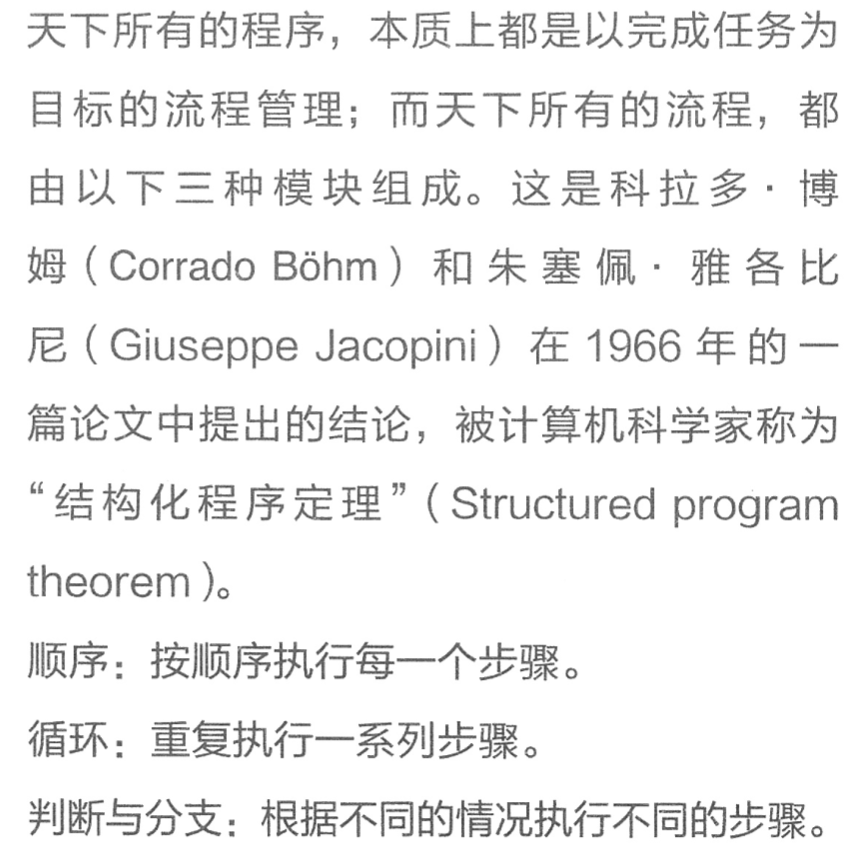 天下所有的程序，本质上都是以完成任务为
目标的流程管理；而天下所有的流程，都
由以下三种模块组成。这是科拉多·博
姆（Corrado Böhm）和朱塞佩·雅各比
尼（Giuseppe Jacopini）在 1966 年的一
篇论文中提出的结论，被计算机科学家称为
“结构化程序定理”（Structured program
theorem）。
顺序：按顺序执行每一个步骤。
循环：重复执行一系列步骤。
判断与分支：根据不同的情况执行不同的步骤。